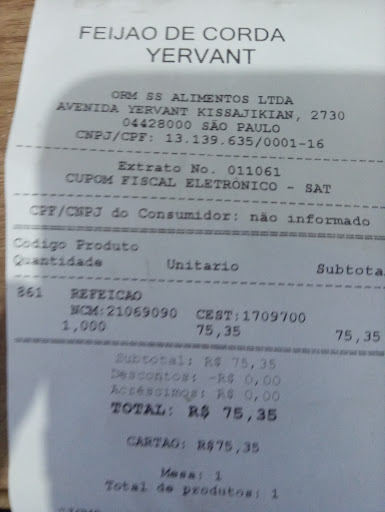 FEIJAO DE CORDA
YERVANT
ORM SS ALIMENTOS LTDA
AVENIDA YERVANT KISSAJIKIAN, 2730
04428000 SÃO PAULO
CNPJ/CPF: 13.139.635/0001-16
Extrato No. 011061
CUPOM FISCAL ELETRÔNICO - SAT
CPF/CNPJ do Consumidor: não informado
Codigo Produto
Quantidade Unitario Subtotal
861 REFEICAO
NCM:21069090 CEST:1709700
1,000 75,35 75,35
Subtotal: R$ 75,35
Descontos: -R$ 0,00
Acréscimos: R$ 0,00
TOTAL: R$ 75,35
CARTAO: R$75,35
Mesa: 1
Total de produtos: 1